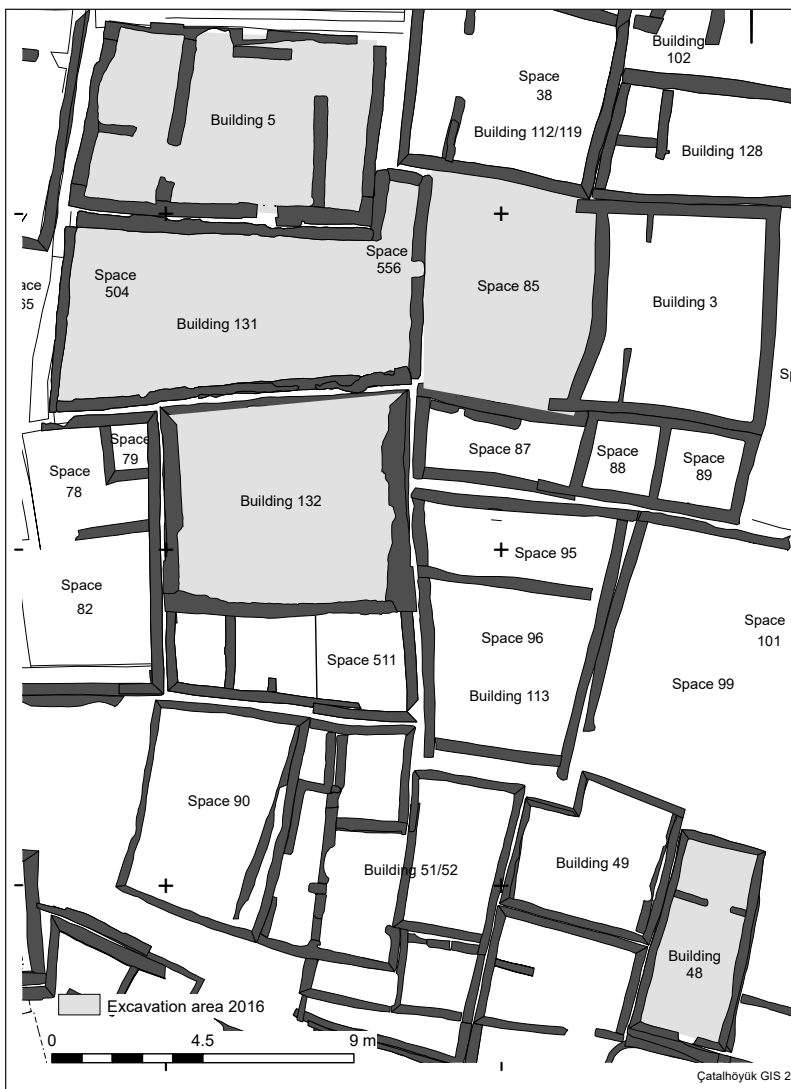 Building
102
Space
38
Building 5
Building 112/119
Building 128
Space
556
Space
504
Space 85
Building 3
Building 131
Space 87
Space
88
Space
89
Space
79
Space
78
Building 132
Space 95
Space
82
Space 96
Space
101
Space 511
Space 99
Building 113
Space 90
Building 51/52
Building 49
Building
48
Excavation area 2016
0 4.5 9 m
Çatalhöyük GIS 2